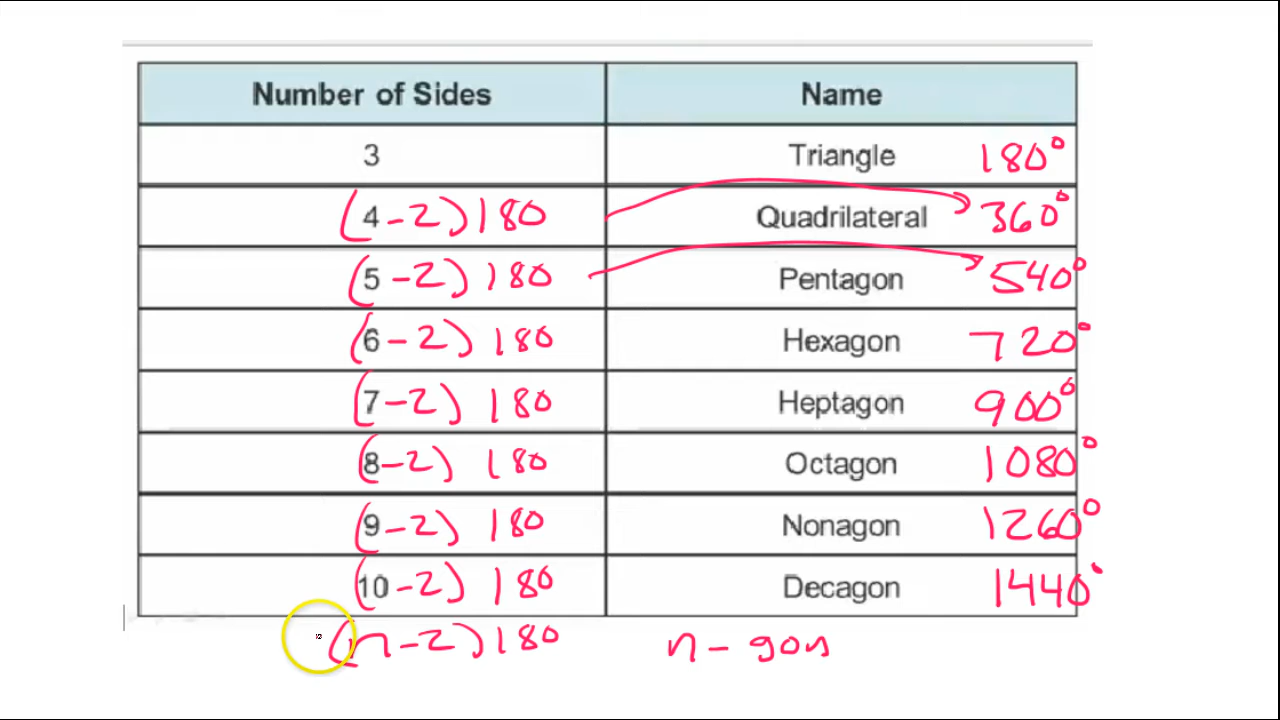 Number of Sides Name
3 Triangle 180°
(4-2)180 Quadrilateral 360°
(5-2) 180 Pentagon 540°
(6-2) 180 Hexagon 720°
(7-2) 180 Heptagon 900°
(8-2) 180 Octagon 1080°
(9-2) 180 Nonagon 1260°
(10-2) 180 Decagon 1440°
(n-2)180 n-gon